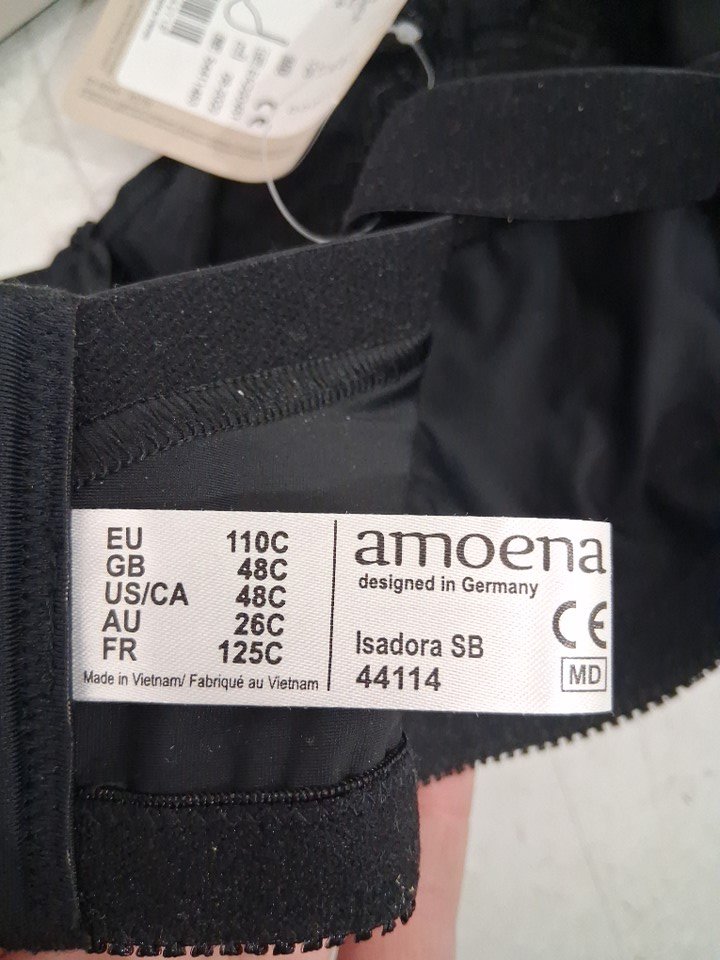 EU 110C
GB 48C
US/CA 48C
AU 26C
FR 125C
Made in Vietnam/ Fabriqué au Vietnam
amoena
designed in Germany
CE
Isadora SB
44114
MD